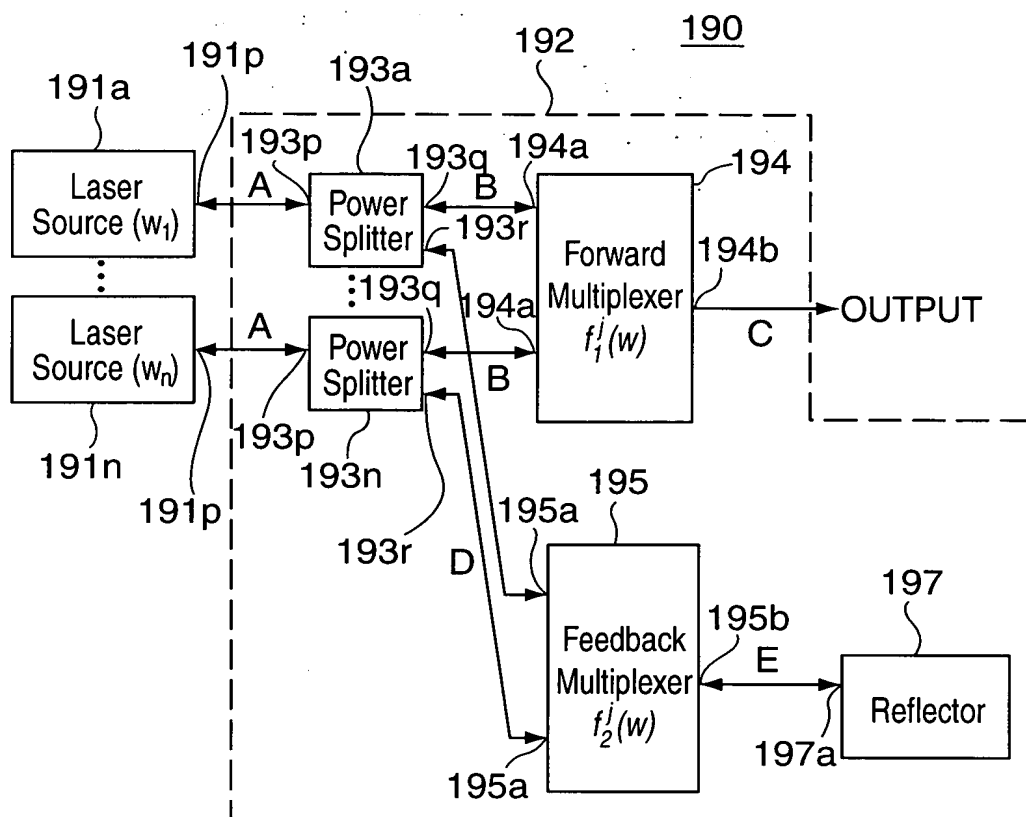 190
192
191p
193a
191a
193p
193q
194a
194
A
B
Laser
Source (w1)
Power
Splitter
193r
Forward
Multiplexer
f1^j(w)
194b
193q
194a
C
OUTPUT
A
B
Laser
Source (wn)
Power
Splitter
193p
193n
191n
191p
193r
D
195a
195
Feedback
Multiplexer
f2^j(w)
195b
E
197
Reflector
197a
195a